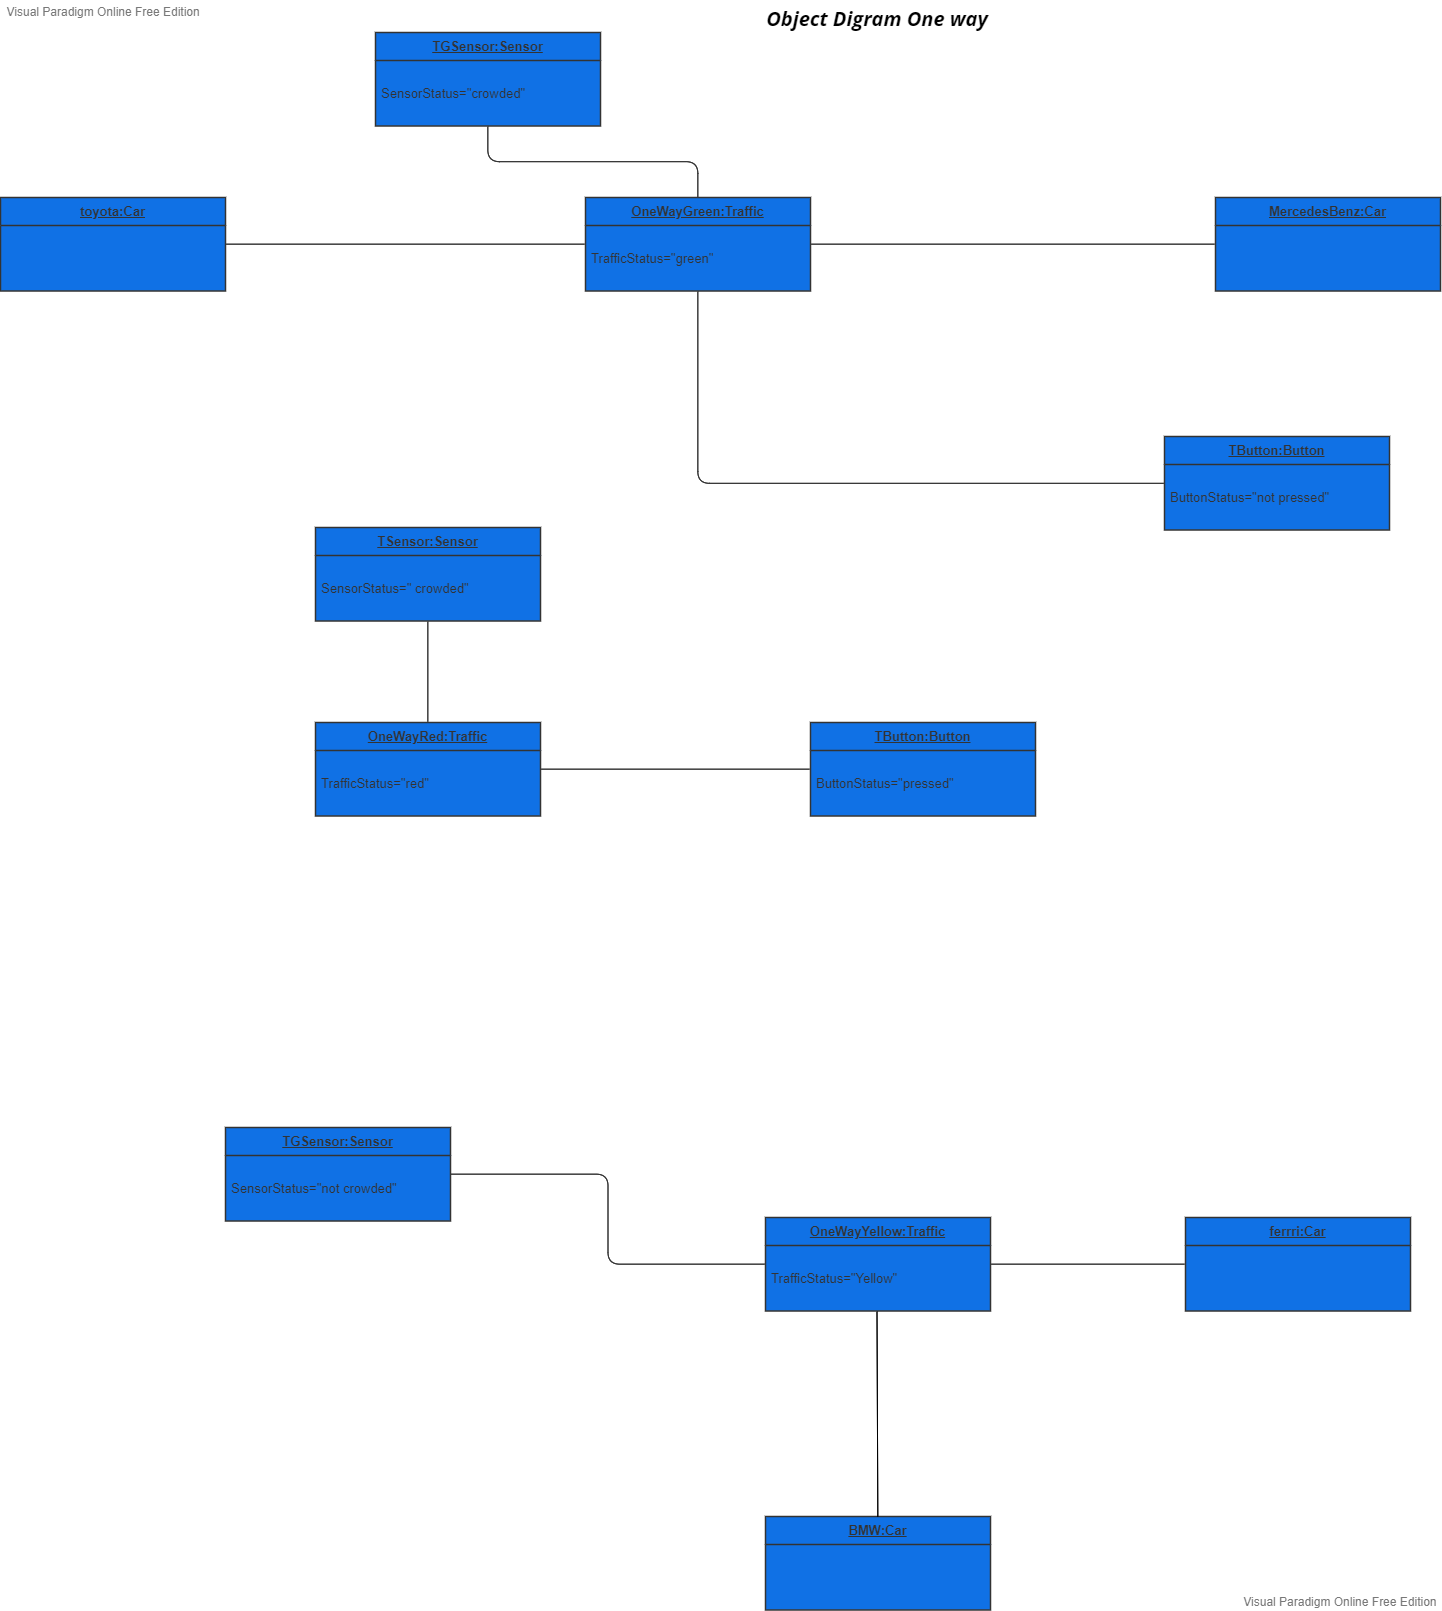 Visual Paradigm Online Free Edition
Object Digram One way
TGSensor:Sensor
SensorStatus="crowded"
toyota:Car
OneWayGreen:Traffic
TrafficStatus="green"
MercedesBenz:Car
TButton:Button
ButtonStatus="not pressed"
TSensor:Sensor
SensorStatus=" crowded"
OneWayRed:Traffic
TrafficStatus="red"
TButton:Button
ButtonStatus="pressed"
TGSensor:Sensor
SensorStatus="not crowded"
OneWayYellow:Traffic
TrafficStatus="Yellow"
ferrri:Car
BMW:Car
Visual Paradigm Online Free Edition